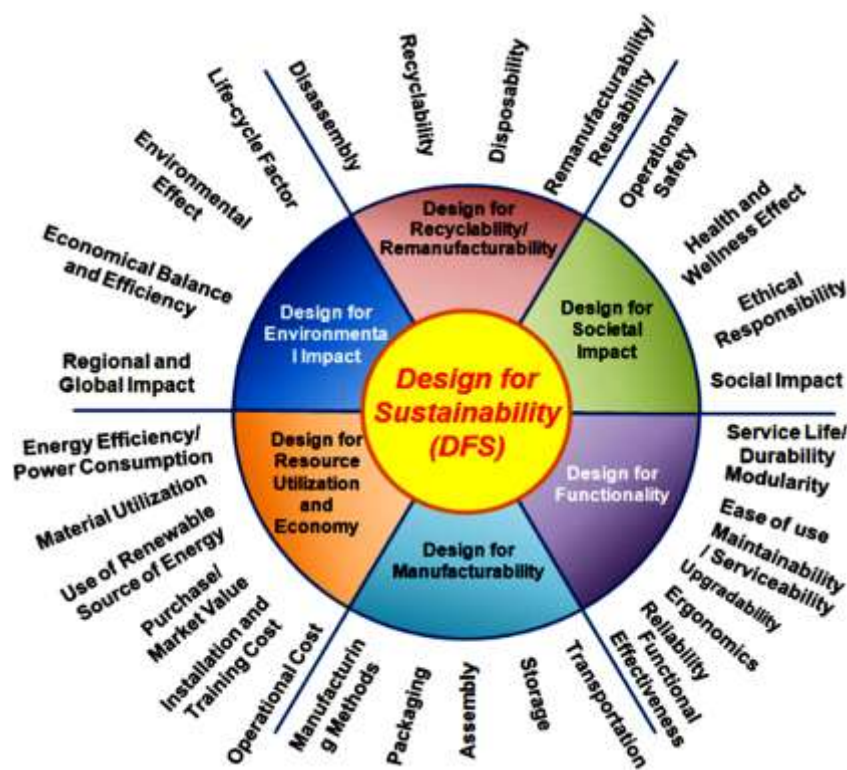 Design for
Sustainability
(DFS)
Design for
Recyclability/
Remanufacturability
Disassembly
Recyclability
Disposability
Remanufacturability/
Reusability
Design for
Societal
Impact
Operational
Safety
Health and
Wellness Effect
Ethical
Responsibility
Social Impact
Design for
Functionality
Service Life/
Durability
Modularity
Ease of use
Maintainability
/ Serviceability
Upgradability
Ergonomics
Reliability
Functional
Effectiveness
Design for
Manufacturability
Transportation
Storage
Assembly
Packaging
Manufacturin
g Methods
Design for
Resource
Utilization
and
Economy
Operational Cost
Installation and
Training Cost
Purchase/
Market Value
Use of Renewable
Source of Energy
Material Utilization
Energy Efficiency/
Power Consumption
Design for
Environmenta
l Impact
Regional and
Global Impact
Economical Balance
and Efficiency
Environmental
Effect
Life-cycle Factor